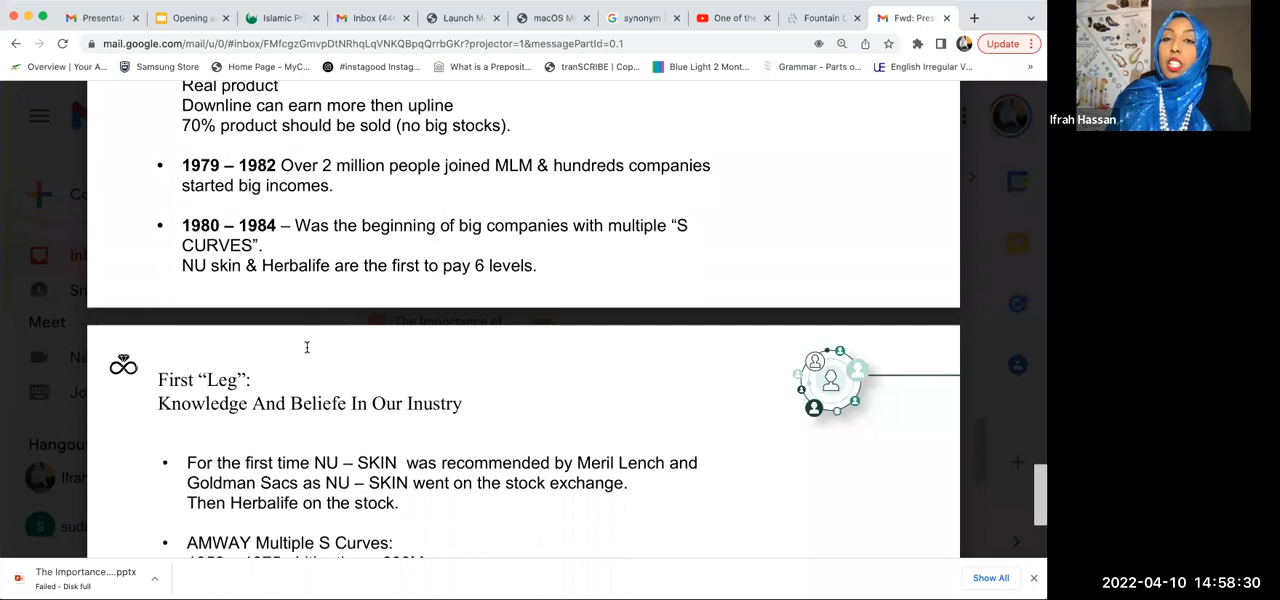 Presentat
Opening a
Islamic Pr
Inbox (44
Launch M
macOS M
synonym
One of the
Fountain
Fwd: Pres
mail.google.com/mail/u/0/#inbox/FMfcgzGmvpDtNRhqLqVNKQBpqQrrbGKr?projector=1&messagePartId=0.1
Update
Overview (Your A...
Samsung Store
Home Page - MyC...
#instagood Instag...
What is a Preposit...
tranSCRIBE | Cop...
Blue Light 2 Mont...
Grammar - Parts o...
English Irregular V...
»
Real product
Downline can earn more then upline
70% product should be sold (no big stocks).
• 1979 – 1982 Over 2 million people joined MLM & hundreds companies
started big incomes.
• 1980 – 1984 – Was the beginning of big companies with multiple “S
CURVES”.
NU skin & Herbalife are the first to pay 6 levels.
Meet
Hangou
Ifrah
sudi
First “Leg”:
Knowledge And Beliefe In Our Inustry
• For the first time NU – SKIN was recommended by Meril Lench and
Goldman Sacs as NU – SKIN went on the stock exchange.
Then Herbalife on the stock.
• AMWAY Multiple S Curves:
The Importance....pptx
Failed - Disk full
Show All
Ifrah Hassan
2022-04-10 14:58:30